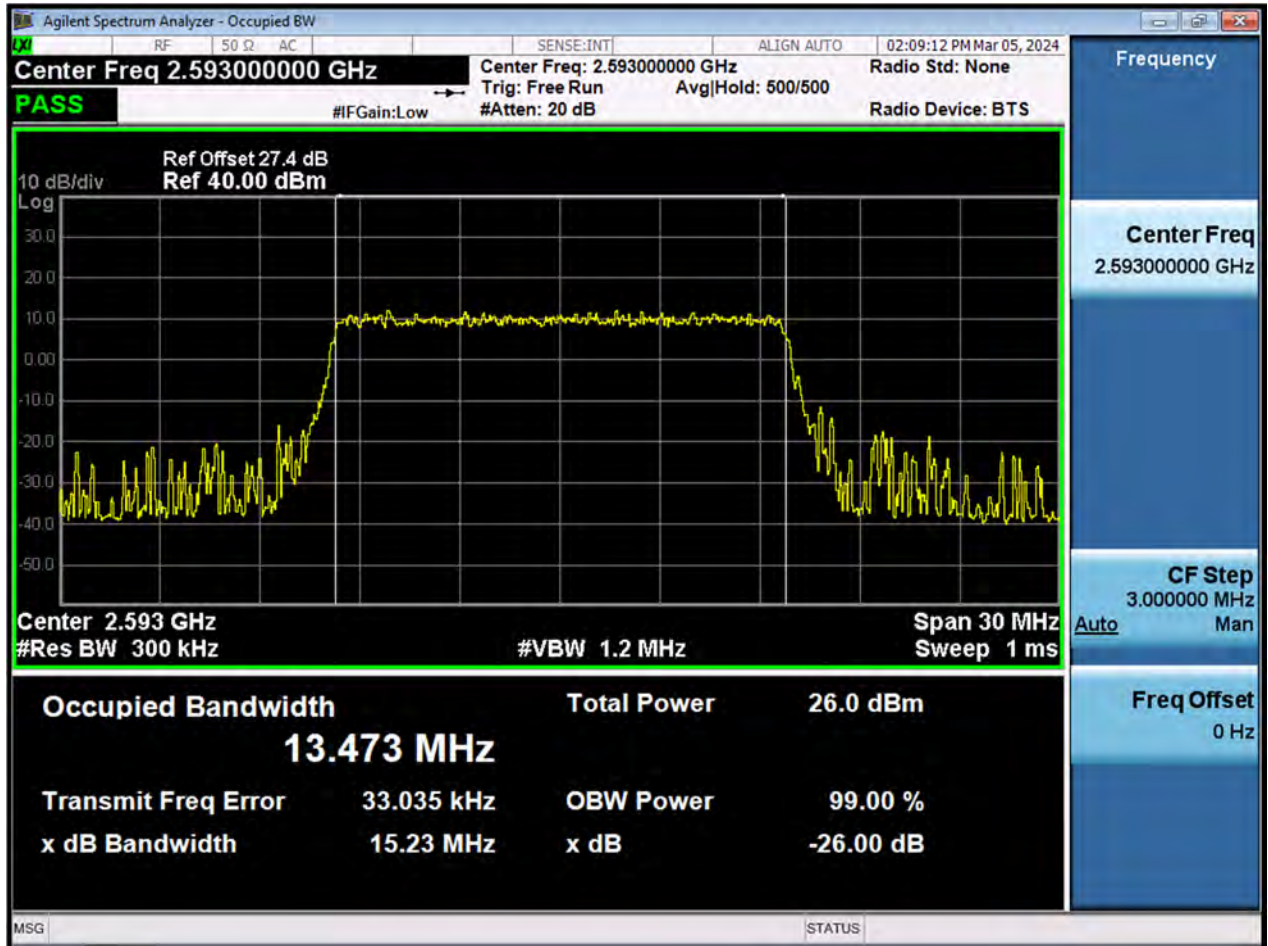 Agilent Spectrum Analyzer - Occupied BW
LXI RF 50 Ω AC SENSE:INT ALIGN AUTO 02:09:12 PM Mar 05, 2024
Center Freq 2.593000000 GHz
PASS
#IFGain:Low
Center Freq: 2.593000000 GHz
Trig: Free Run Avg|Hold: 500/500
#Atten: 20 dB
Radio Std: None
Radio Device: BTS
Ref Offset 27.4 dB
10 dB/div Ref 40.00 dBm
Log
30.0
20.0
10.0
0.00
-10.0
-20.0
-30.0
-40.0
-50.0
Center 2.593 GHz Span 30 MHz
#Res BW 300 kHz #VBW 1.2 MHz Sweep 1 ms
Occupied Bandwidth Total Power 26.0 dBm
13.473 MHz
Transmit Freq Error 33.035 kHz OBW Power 99.00 %
x dB Bandwidth 15.23 MHz x dB -26.00 dB
Frequency
Center Freq
2.593000000 GHz
CF Step
3.000000 MHz
Auto Man
Freq Offset
0 Hz
MSG STATUS